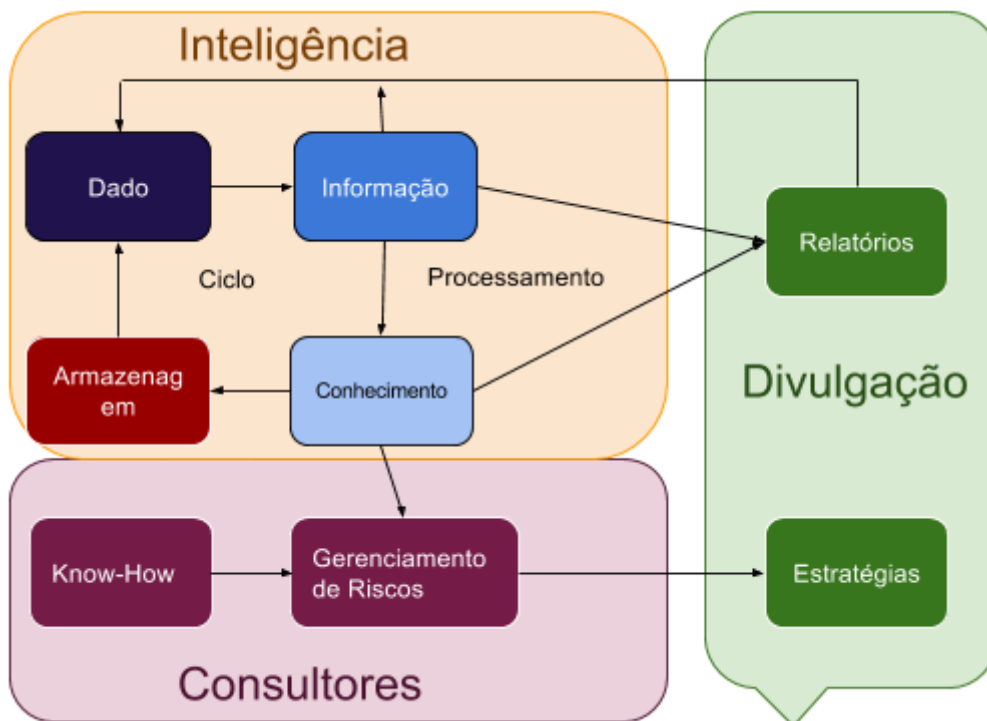 Inteligência
Dado
Informação
Relatórios
Ciclo
Processamento
Armazenag
em
Conhecimento
Divulgação
Know-How
Gerenciamento
de Riscos
Estratégias
Consultores